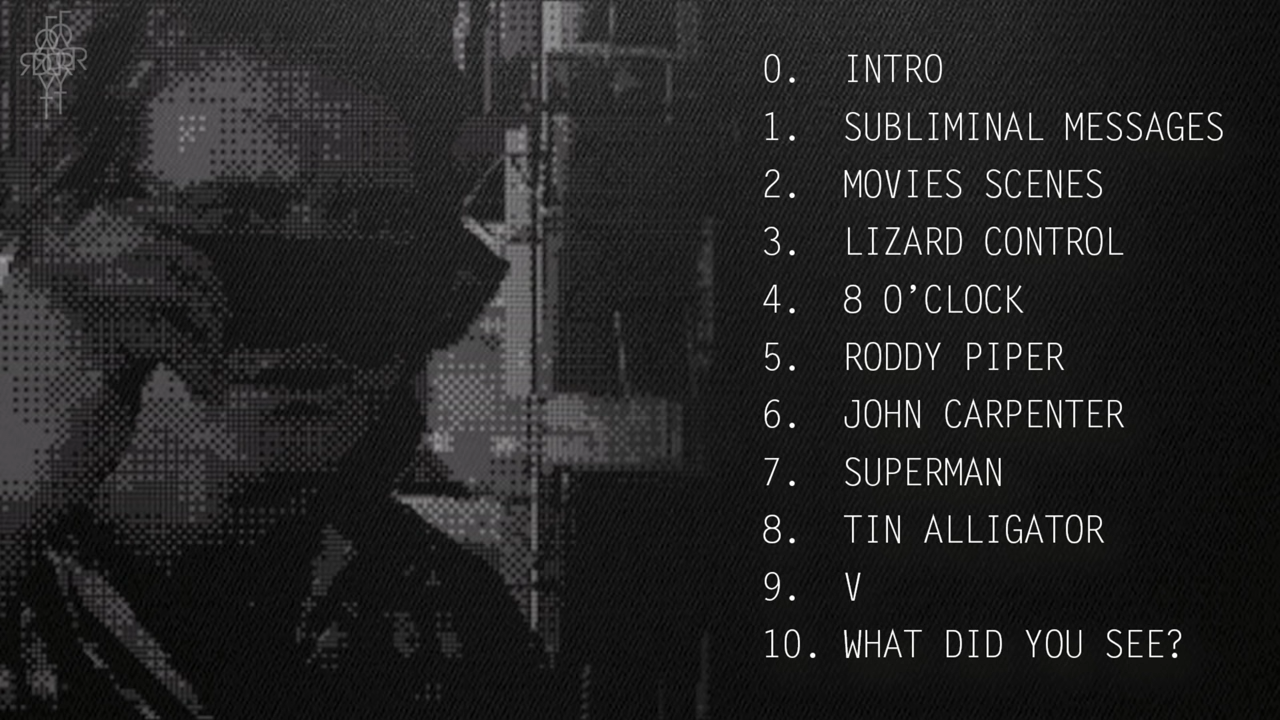 0. INTRO
1. SUBLIMINAL MESSAGES
2. MOVIES SCENES
3. LIZARD CONTROL
4. 8 O’CLOCK
5. RODDY PIPER
6. JOHN CARPENTER
7. SUPERMAN
8. TIN ALLIGATOR
9. V
10. WHAT DID YOU SEE?